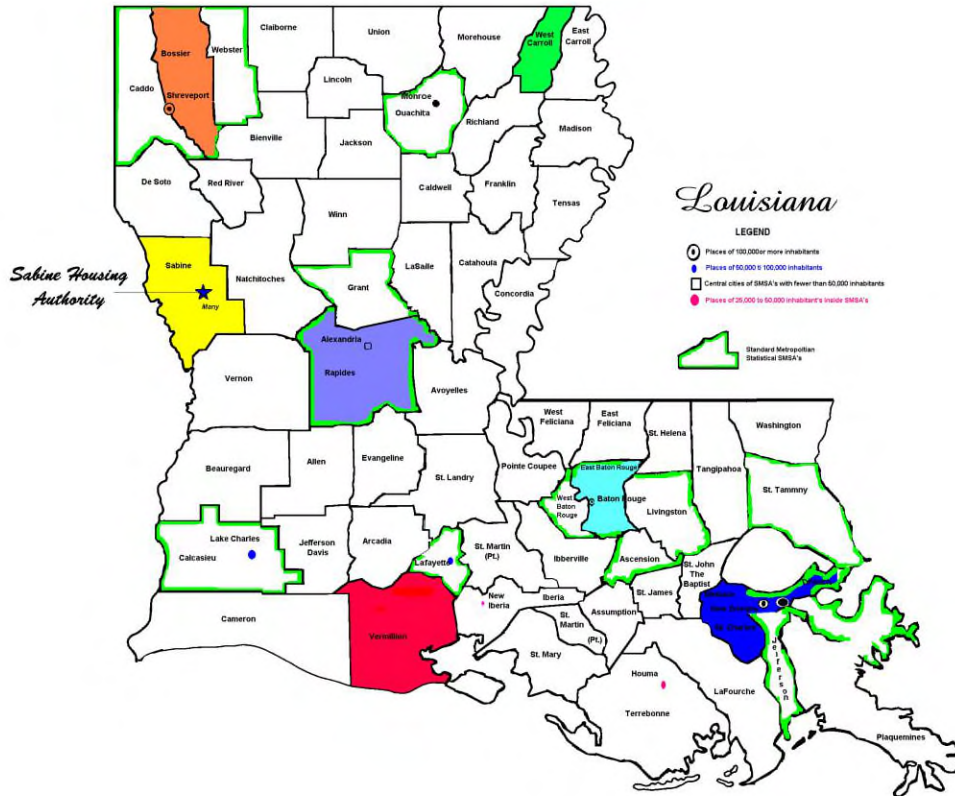 Claiborne
Union
Morehouse
West
Carroll
East
Carroll
Bossier
Webster
Caddo
Shreveport
Lincoln
Monroe
Ouachita
Richland
Madison
Bienville
Jackson
De Soto
Red River
Caldwell
Franklin
Tensas
Winn
Louisiana
LEGEND
Places of 100,000or more inhabitants
Places of 50,000 t 100,000 inhabitants
Central cities of SMSA's with fewer than 50,000 inhabitants
Places of 25,000 to 50,000 inhabitant's inside SMSA's
Standard Metropoltian
Statistical SMSA's
Sabine Housing
Authority
Sabine
Many
Natchitoches
Grant
LaSalle
Catahoula
Concordia
Alexandria
Rapides
Vernon
Avoyelles
West
Feliciana
East
Feliciana
St. Helena
Washington
Beauregard
Allen
Evangeline
St. Landry
Pointe Coupee
East Baton Rouge
Tangipahoa
St. Tammny
West
Baton
Rouge
Baton Rouge
Livingston
Lake Charles
Calcasieu
Jefferson
Davis
Arcadia
Lafayette
St. Martin
(Pt.)
Ibberville
Ascension
St. John
The
Baptist
New
Iberia
Iberia
St. James
Assumption
Cameron
Vermillion
St.
Martin
(Pt.)
St. Mary
St. Charles
Jefferson
Houma
Terrebonne
LaFourche
Plaquemines